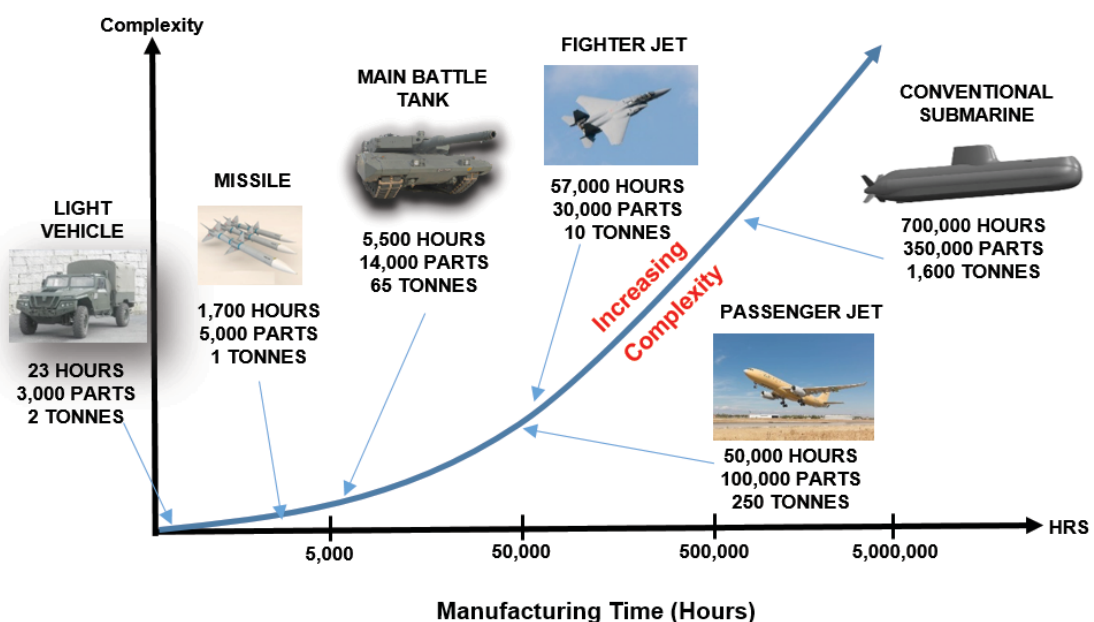 Complexity
FIGHTER JET
57,000 HOURS
30,000 PARTS
10 TONNES
MAIN BATTLE
TANK
5,500 HOURS
14,000 PARTS
65 TONNES
CONVENTIONAL
SUBMARINE
700,000 HOURS
350,000 PARTS
1,600 TONNES
MISSILE
1,700 HOURS
5,000 PARTS
1 TONNES
LIGHT
VEHICLE
23 HOURS
3,000 PARTS
2 TONNES
Increasing
Complexity
PASSENGER JET
50,000 HOURS
100,000 PARTS
250 TONNES
HRS
5,000
50,000
500,000
5,000,000
Manufacturing Time (Hours)